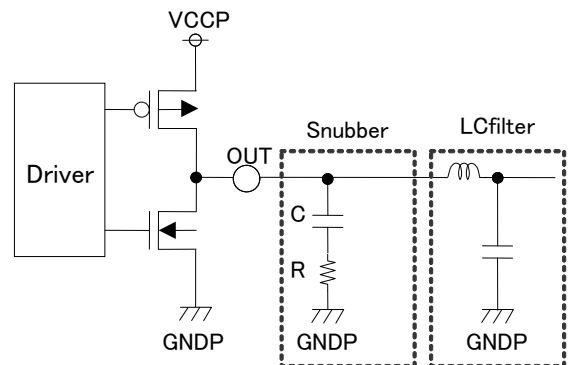 VCCP
Snubber
LCfilter
OUT
Driver
C
R
GNDP
GNDP
GNDP